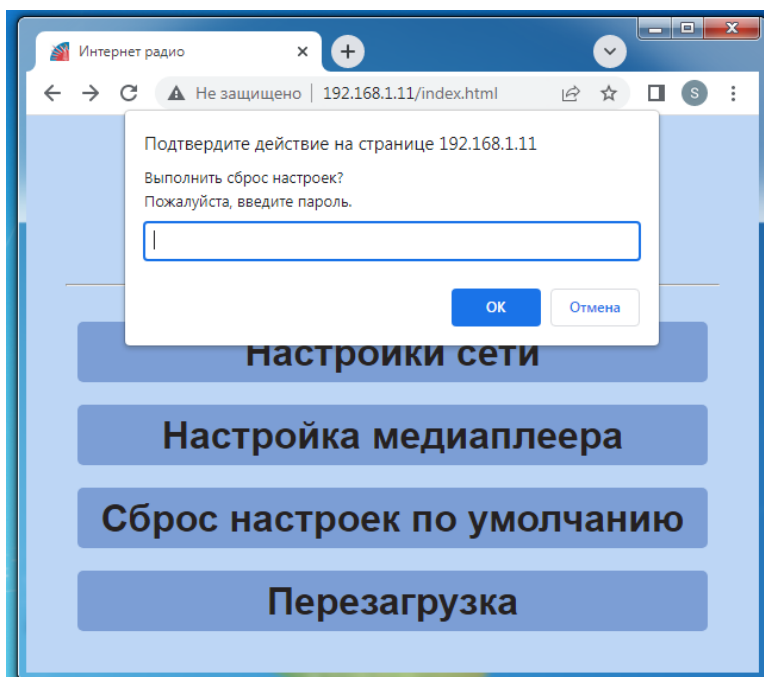 Интернет радио
Не защищено | 192.168.1.11/index.html
S
Подтвердите действие на странице 192.168.1.11
Выполнить сброс настроек?
Пожалуйста, введите пароль.
ОК
Отмена
Настройки сети
Настройка медиаплеера
Сброс настроек по умолчанию
Перезагрузка